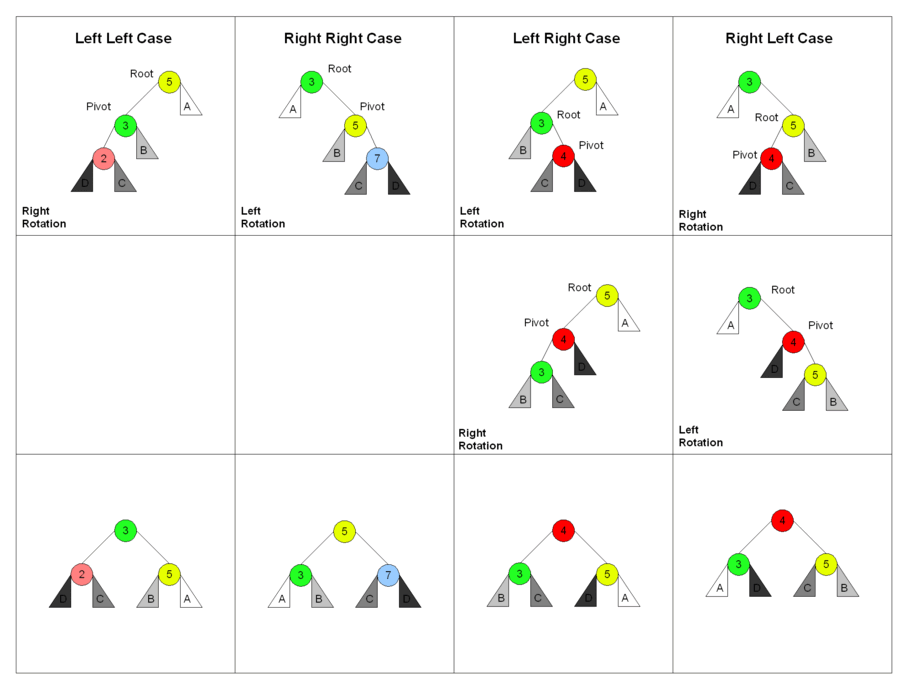 Left Left Case
Right Right Case
Left Right Case
Right Left Case
Root
5
A
Pivot
3
B
2
D
C
Right
Rotation
Root
3
A
Pivot
5
B
7
C
D
Left
Rotation
5
A
Root
3
B
Pivot
4
C
D
Left
Rotation
3
A
Root
5
B
Pivot
4
D
C
Right
Rotation
Root
5
A
Pivot
4
D
3
B
C
Right
Rotation
Root
3
A
Pivot
4
D
5
C
B
Left
Rotation
3
2
5
D
C
B
A
5
3
7
A
B
C
D
4
3
5
B
C
D
A
4
3
5
A
D
C
B